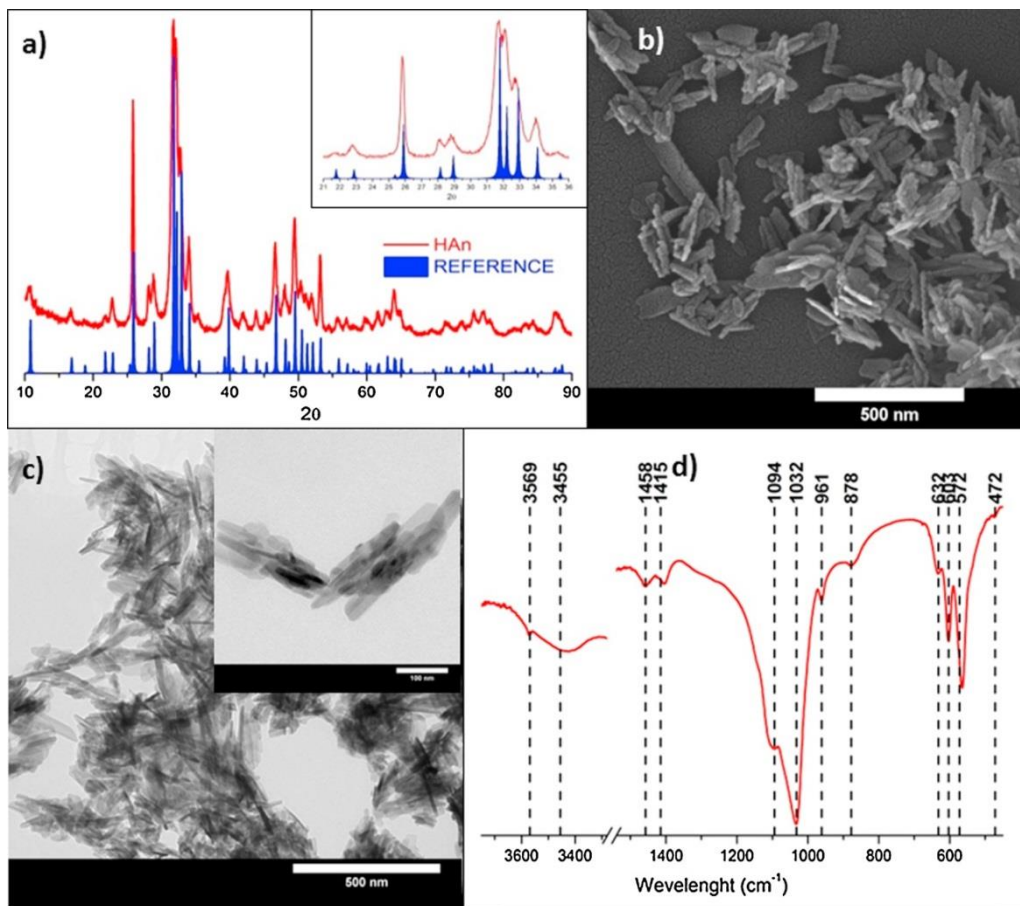 a)
21 22 23 24 25 26 27 28 29 30 31 32 33 34 35 36
2θ
HAn
REFERENCE
10 20 30 40 50 60 70 80 90
2θ
b)
500 nm
c)
100 nm
500 nm
d)
3569
3455
1458
1415
1094
1032
961
878
632
603
572
472
3600 3400 1400 1200 1000 800 600
Wavelenght (cm⁻¹)